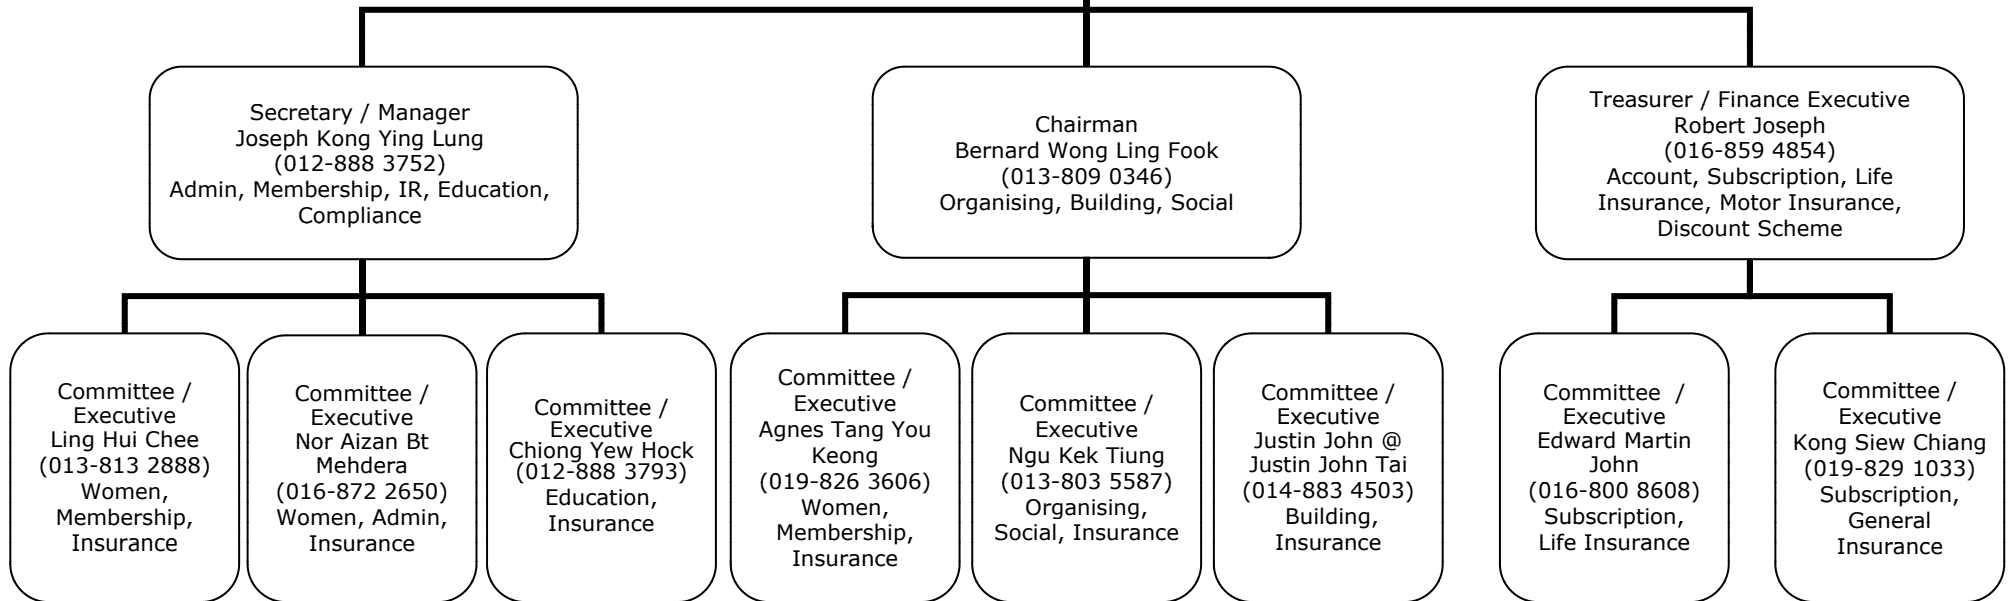 Secretary / Manager
Joseph Kong Ying Lung
(012-888 3752)
Admin, Membership, IR, Education,
Compliance
Chairman
Bernard Wong Ling Fook
(013-809 0346)
Organising, Building, Social
Treasurer / Finance Executive
Robert Joseph
(016-859 4854)
Account, Subscription, Life
Insurance, Motor Insurance,
Discount Scheme
Committee /
Executive
Ling Hui Chee
(013-813 2888)
Women,
Membership,
Insurance
Committee /
Executive
Nor Aizan Bt
Mehdera
(016-872 2650)
Women, Admin,
Insurance
Committee /
Executive
Chiong Yew Hock
(012-888 3793)
Education,
Insurance
Committee /
Executive
Agnes Tang You
Keong
(019-826 3606)
Women,
Membership,
Insurance
Committee /
Executive
Ngu Kek Tiung
(013-803 5587)
Organising,
Social, Insurance
Committee /
Executive
Justin John @
Justin John Tai
(014-883 4503)
Building,
Insurance
Committee /
Executive
Edward Martin
John
(016-800 8608)
Subscription,
Life Insurance
Committee /
Executive
Kong Siew Chiang
(019-829 1033)
Subscription,
General
Insurance